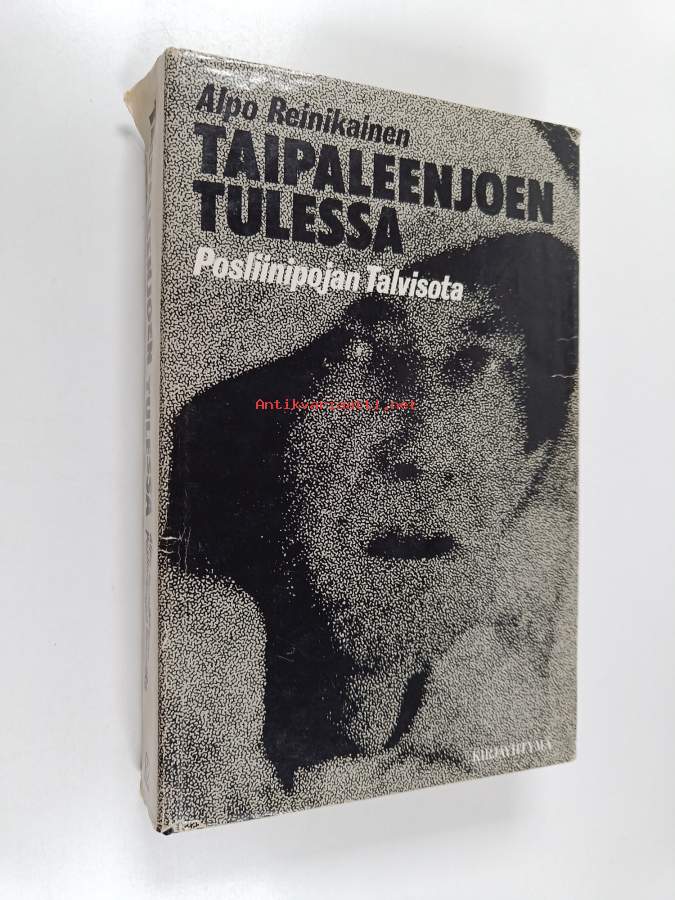 Alpo Reinikainen
TAIPALEENJOEN
TULESSA
Posliinipojan Talvisota
Antikvariaatti.net
KIRJAYHTYMÄ